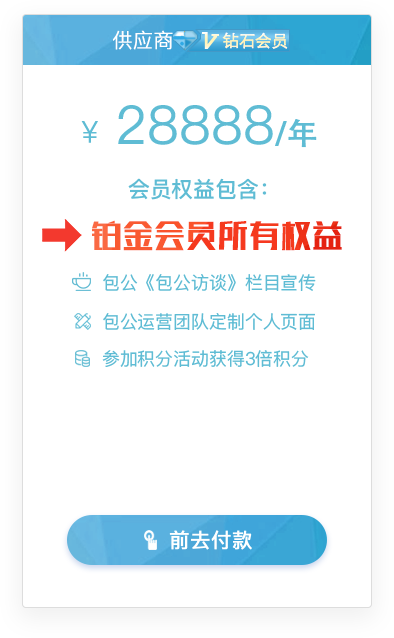 供应商 V 钻石会员
¥ 28888/年
会员权益包含：
铂金会员所有权益
包公《包公访谈》栏目宣传
包公运营团队定制个人页面
参加积分活动获得3倍积分
前去付款